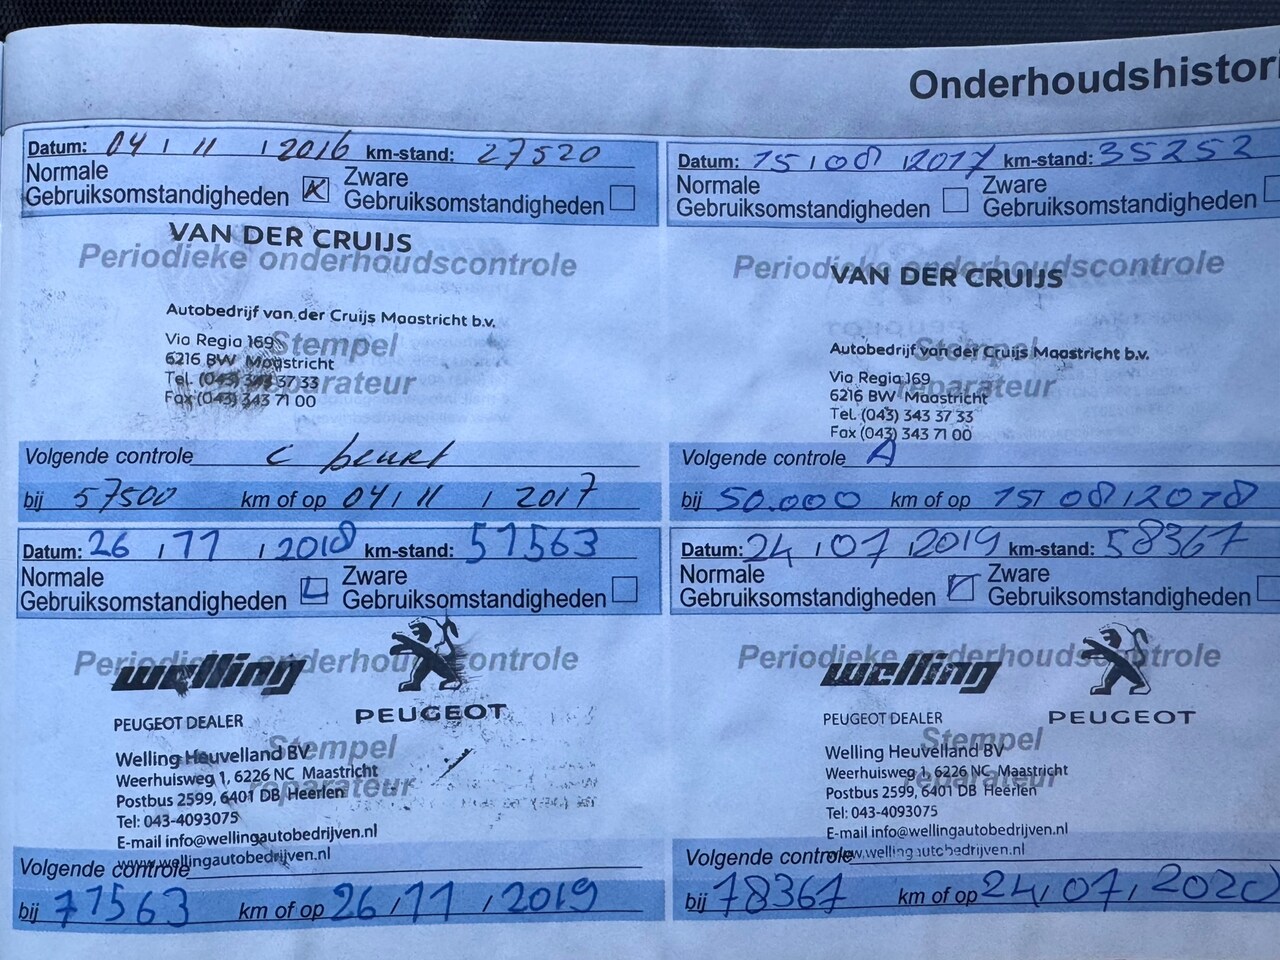 Onderhoudshistori
Datum: 04 / 11 / 2016 km-stand: 27520
Normale
Gebruiksomstandigheden
Zware
Gebruiksomstandigheden
VAN DER CRUIJS
Periodieke onderhoudscontrole
Autobedrijf van der Cruijs Maastricht b.v.
Via Regia 169
Stempel
6216 BW Maastricht
Tel. (043) 343 37 33
reparateur
Fax (043) 343 71 00
Volgende controle c beurt
bij 57500 km of op 04 / 11 / 2017
Datum: 15 / 08 / 2017 km-stand: 35252
Normale
Gebruiksomstandigheden
Zware
Gebruiksomstandigheden
Periodieke onderhoudscontrole
VAN DER CRUIJS
Stempel
Autobedrijf van der Cruijs Maastricht b.v.
Via Regia 169
reparateur
6216 BW Maastricht
Tel. (043) 343 37 33
Fax (043) 343 71 00
Volgende controle A
bij 50.000 km of op 15 / 08 / 2018
Datum: 26 / 11 / 2018 km-stand: 51563
Normale
Gebruiksomstandigheden
Zware
Gebruiksomstandigheden
Periodieke onderhoudscontrole
welling
PEUGEOT
PEUGEOT DEALER
Stempel
Welling Heuvelland BV
Weerhuisweg 1, 6226 NC Maastricht
reparateur
Postbus 2599, 6401 DB Heerlen
Tel: 043-4093075
E-mail info@wellingautobedrijven.nl
www.wellingautobedrijven.nl
Volgende controle
bij 71563 km of op 26 / 11 / 2019
Datum: 24 / 07 / 2019 km-stand: 58367
Normale
Gebruiksomstandigheden
Zware
Gebruiksomstandigheden
Periodieke onderhoudscontrole
welling
PEUGEOT
PEUGEOT DEALER
Stempel
Welling Heuvelland BV
Weerhuisweg 1, 6226 NC Maastricht
reparateur
Postbus 2599, 6401 DB Heerlen
Tel: 043-4093075
E-mail info@wellingautobedrijven.nl
www.wellingautobedrijven.nl
Volgende controle
bij 78367 km of op 24 / 07 / 2020